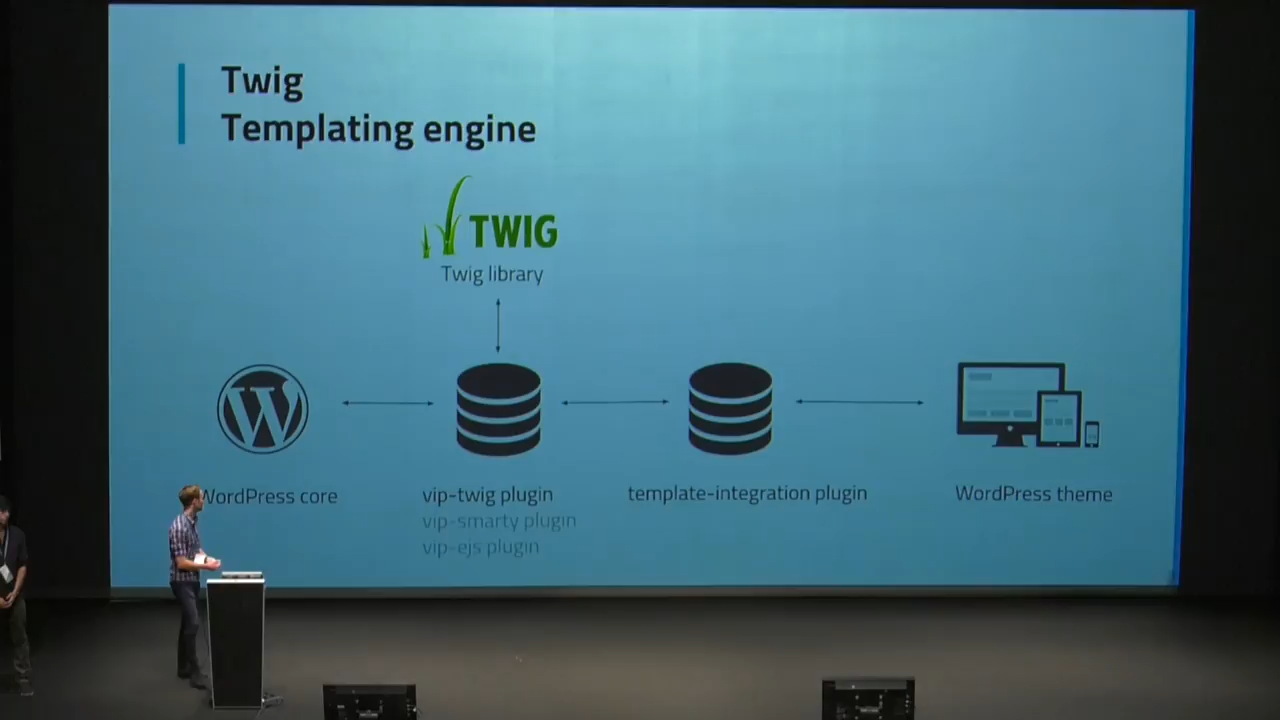 Twig
Templating engine
TWIG
Twig library
WordPress core
vip-twig plugin
vip-smarty plugin
vip-ejs plugin
template-integration plugin
WordPress theme